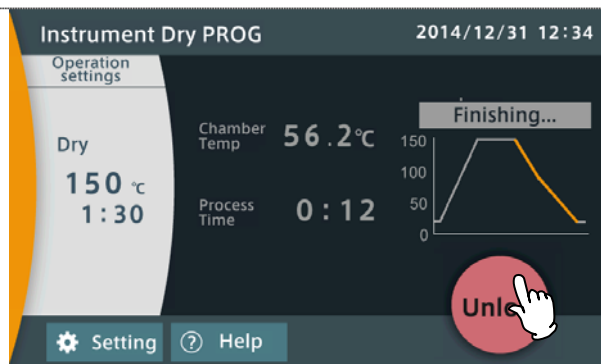 Instrument Dry PROG
2014/12/31 12:34
Operation
settings
Dry
150 ℃
1:30
Chamber
Temp
56.2℃
Process
Time
0:12
Finishing...
150
100
50
0
Setting
? Help